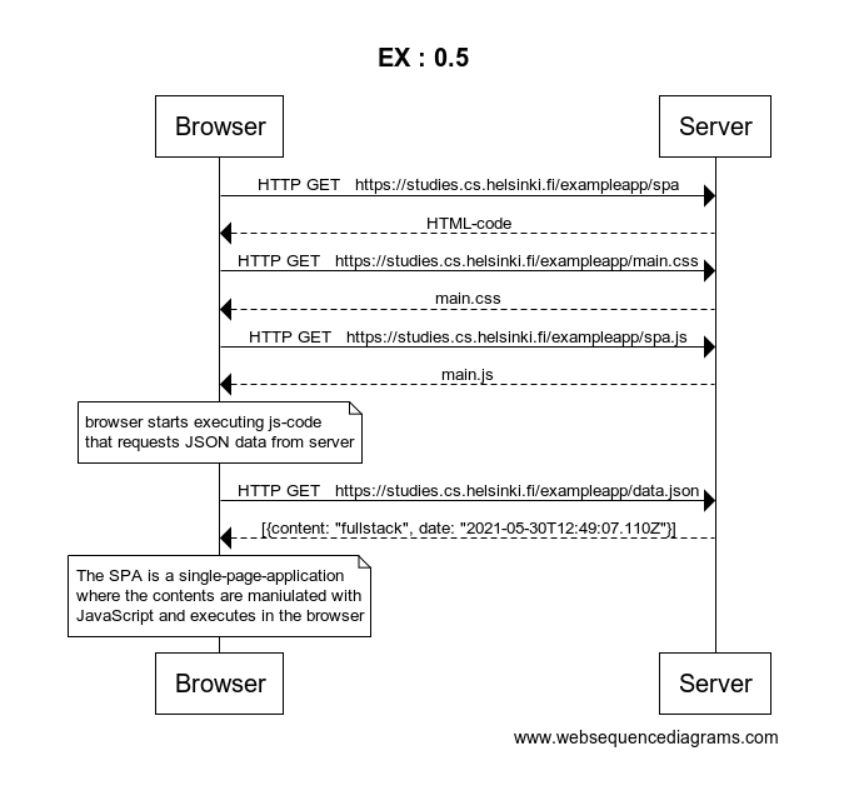 EX : 0.5
Browser
Server
HTTP GET https://studies.cs.helsinki.fi/exampleapp/spa
HTML-code
HTTP GET https://studies.cs.helsinki.fi/exampleapp/main.css
main.css
HTTP GET https://studies.cs.helsinki.fi/exampleapp/spa.js
main.js
browser starts executing js-code
that requests JSON data from server
HTTP GET https://studies.cs.helsinki.fi/exampleapp/data.json
[{content: "fullstack", date: "2021-05-30T12:49:07.110Z"}]
The SPA is a single-page-application
where the contents are maniulated with
JavaScript and executes in the browser
Browser
Server
www.websequencediagrams.com